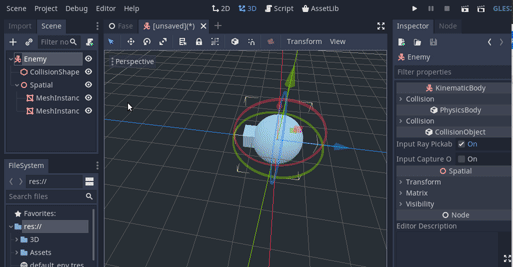 Scene Project Debug Editor Help
2D 3D Script AssetLib
GLES
Import Scene
Filter no
Enemy
CollisionShape
Spatial
MeshInstanc
MeshInstanc
FileSystem
res://
Search files
Favorites:
res://
3D
Assets
default_env.tres
Fase [unsaved](*)
Transform View
Perspective
Inspector Node
Enemy
Filter properties
KinematicBody
Collision
PhysicsBody
Collision
CollisionObject
Input Ray Pickab On
Input Capture O On
Spatial
Transform
Matrix
Visibility
Node
Editor Description